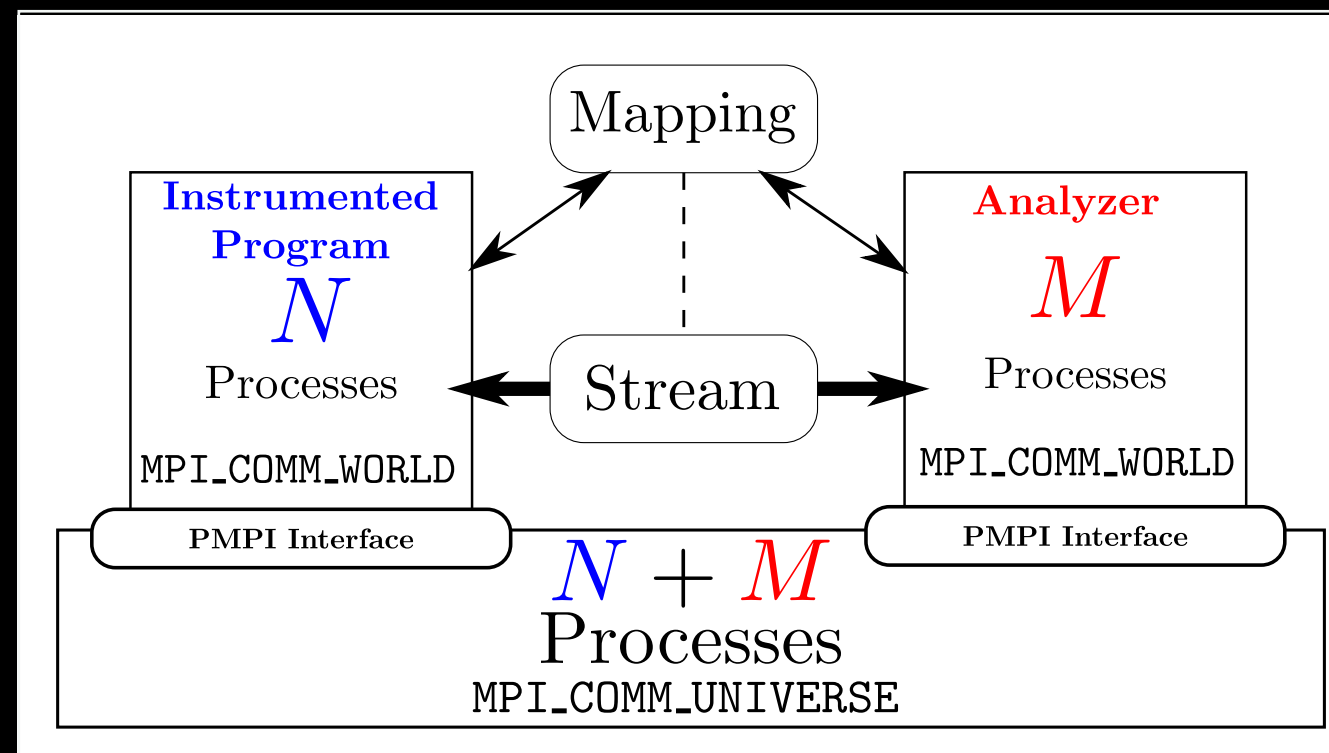 Mapping
Instrumented
Program
N
Processes
MPI_COMM_WORLD
PMPI Interface
Stream
Analyzer
M
Processes
MPI_COMM_WORLD
PMPI Interface
N + M
Processes
MPI_COMM_UNIVERSE